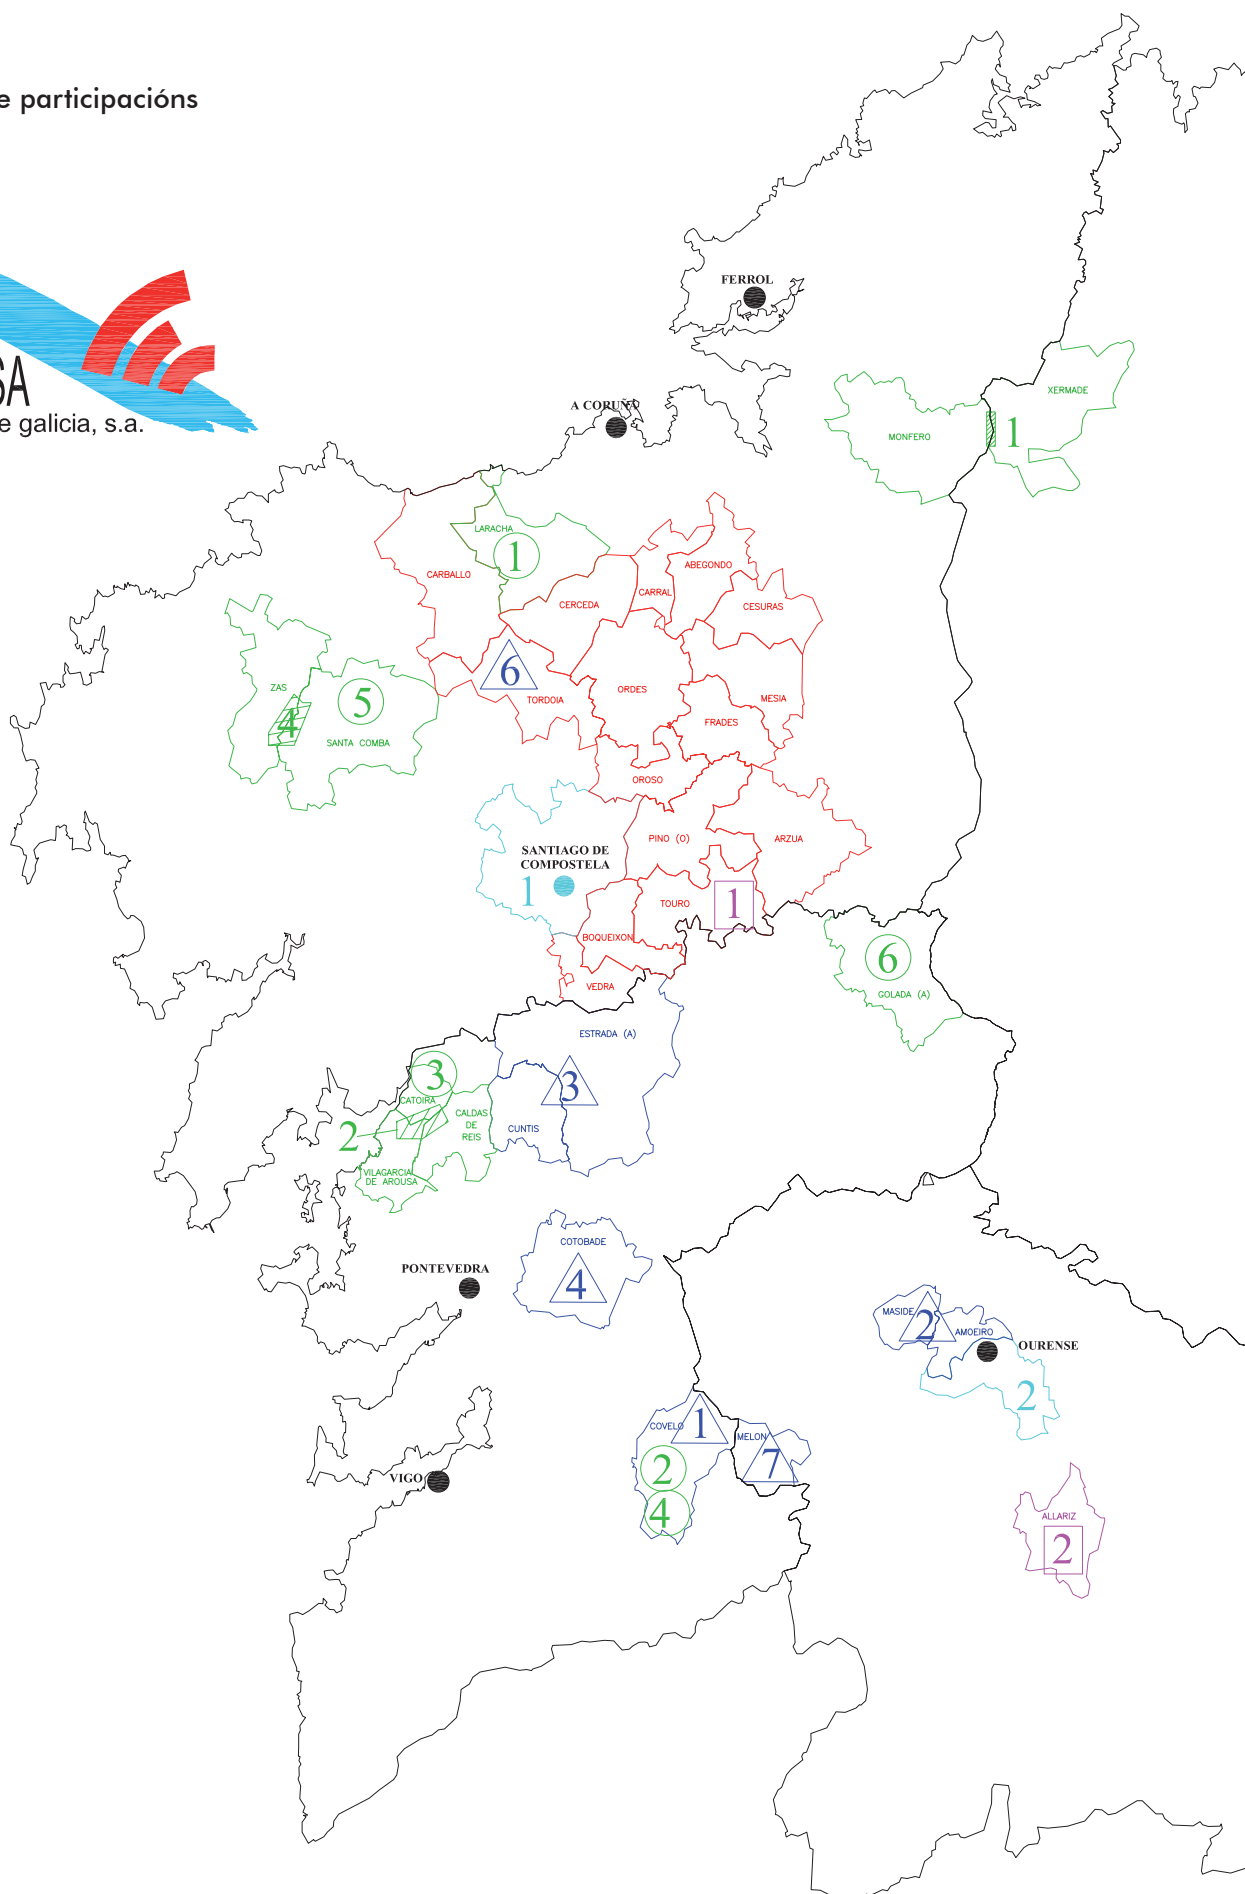 e participacións
SA
e galicia, s.a.
FERROL
A CORUÑA
XERMADE
MONFERO
1
LARACHA
1
CARBALLO
CERCEDA
CARRAL
ABEGONDO
CESURAS
ZAS
4
5
SANTA COMBA
6
TORDOIA
ORDES
MESIA
FRADES
OROSO
PINO (O)
ARZUA
SANTIAGO DE
COMPOSTELA
1
TOURO
1
BOQUEIXON
VEDRA
6
GOLADA (A)
ESTRADA (A)
3
3
CATOIRA
2
CALDAS
DE
REIS
CUNTIS
VILAGARCIA
DE AROUSA
COTOBADE
4
PONTEVEDRA
MASIDE
2
AMOEIRO
OURENSE
2
COVELO
1
MELON
7
2
4
VIGO
ALLARIZ
2